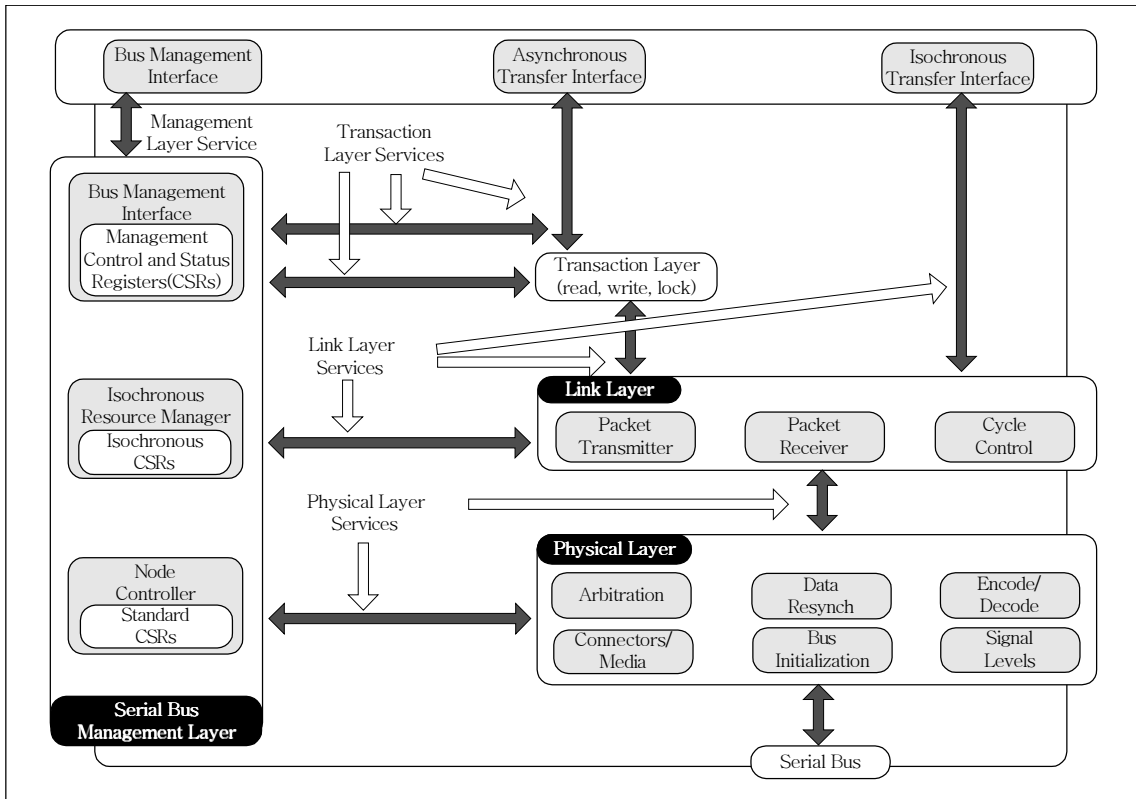 Bus Management
Interface
Asynchronous
Transfer Interface
Isochronous
Transfer Interface
Management
Layer Service
Transaction
Layer Services
Bus Management
Interface
Management
Control and Status
Registers(CSRs)
Transaction Layer
(read, write, lock)
Link Layer
Services
Link Layer
Isochronous
Resource Manager
Isochronous
CSRs
Packet
Transmitter
Packet
Receiver
Cycle
Control
Physical Layer
Services
Physical Layer
Node
Controller
Standard
CSRs
Arbitration
Data
Resynch
Encode/
Decode
Connectors/
Media
Bus
Initialization
Signal
Levels
Serial Bus
Management Layer
Serial Bus